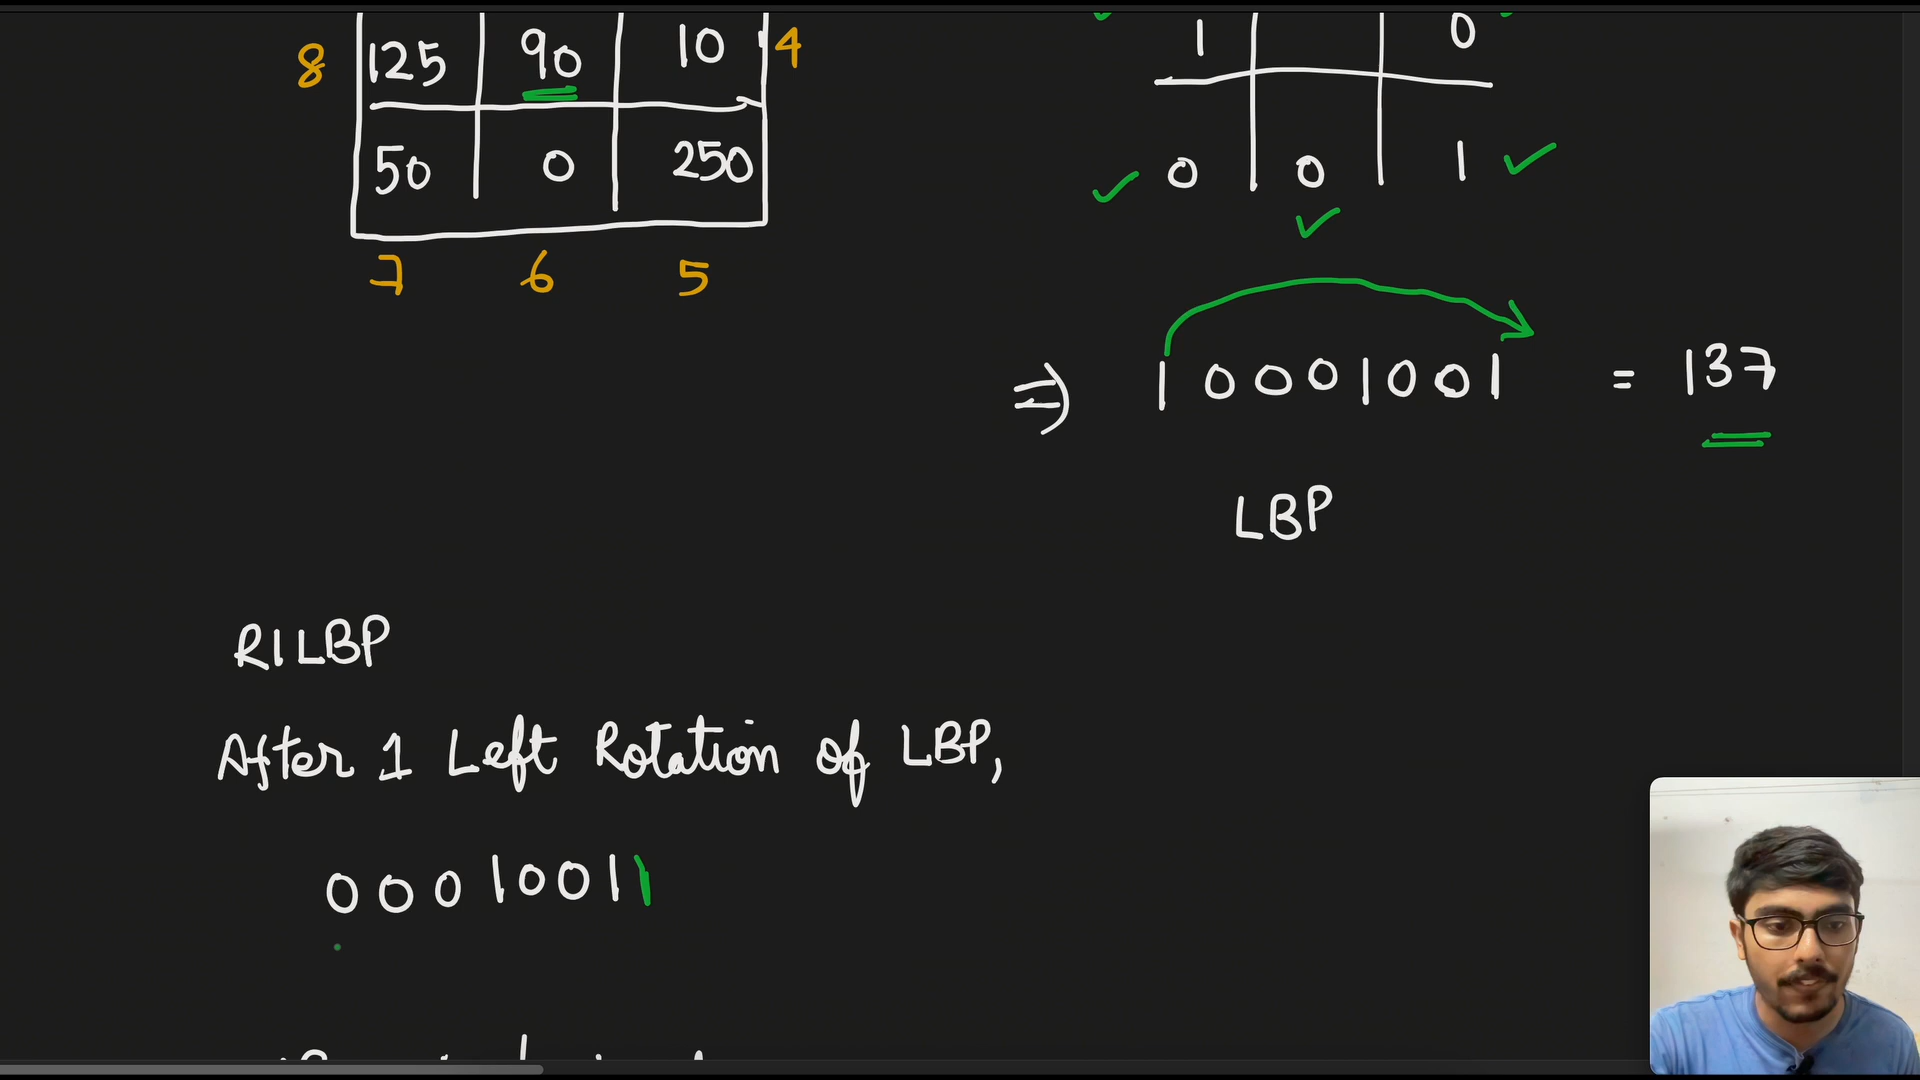 8 125 90 10 4
50 0 250
7 6 5
1 0
0 0 1
⇒ 10001001 = 137
LBP
RILBP
After 1 Left Rotation of LBP,
00010011